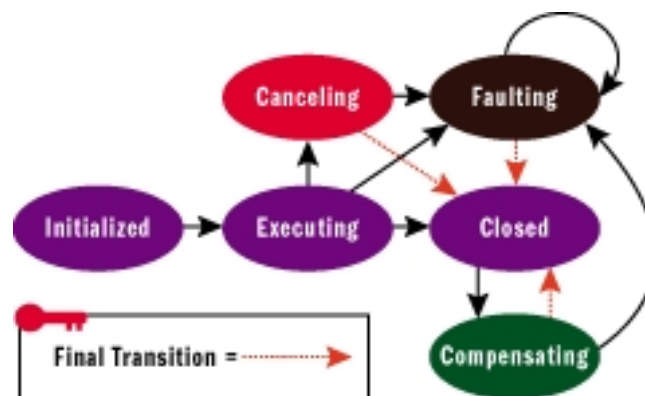 Canceling
Faulting
Initialized
Executing
Closed
Compensating
Final Transition =